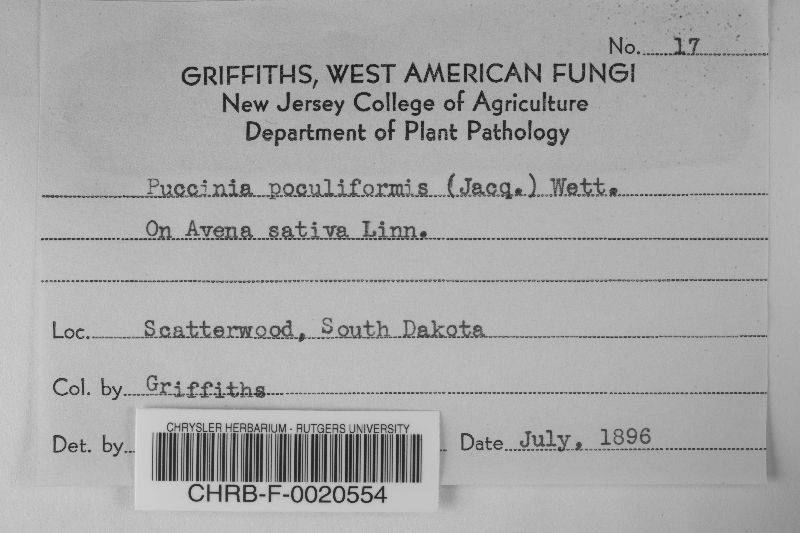 No. 17
GRIFFITHS, WEST AMERICAN FUNGI
New Jersey College of Agriculture
Department of Plant Pathology
Puccinia poculiformis (Jacq.) Wett.
On Avena sativa Linn.
Loc. Scatterwood, South Dakota
Col. by Griffiths
Det. by Date July, 1896
CHRYSLER HERBARIUM - RUTGERS UNIVERSITY
CHRB-F-0020554